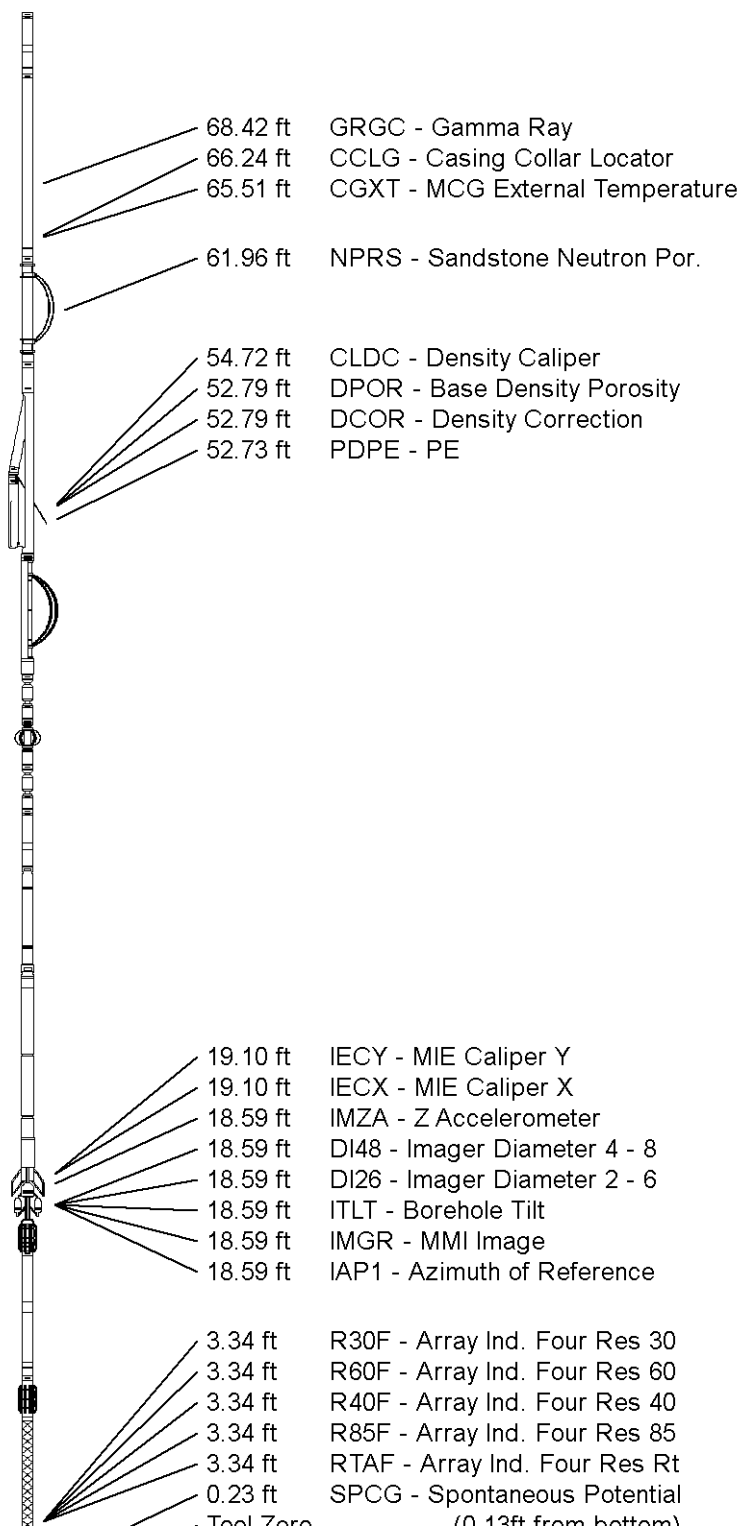 68.42 ft GRGC - Gamma Ray
66.24 ft CCLG - Casing Collar Locator
65.51 ft CGXT - MCG External Temperature
61.96 ft NPRS - Sandstone Neutron Por.
54.72 ft CLDC - Density Caliper
52.79 ft DPOR - Base Density Porosity
52.79 ft DCOR - Density Correction
52.73 ft PDPE - PE
19.10 ft IECY - MIE Caliper Y
19.10 ft IECX - MIE Caliper X
18.59 ft IMZA - Z Accelerometer
18.59 ft DI48 - Imager Diameter 4 - 8
18.59 ft DI26 - Imager Diameter 2 - 6
18.59 ft ITLT - Borehole Tilt
18.59 ft IMGR - MMI Image
18.59 ft IAP1 - Azimuth of Reference
3.34 ft R30F - Array Ind. Four Res 30
3.34 ft R60F - Array Ind. Four Res 60
3.34 ft R40F - Array Ind. Four Res 40
3.34 ft R85F - Array Ind. Four Res 85
3.34 ft RTAF - Array Ind. Four Res Rt
0.23 ft SPCG - Spontaneous Potential
Tool Zero (0.13ft from bottom)